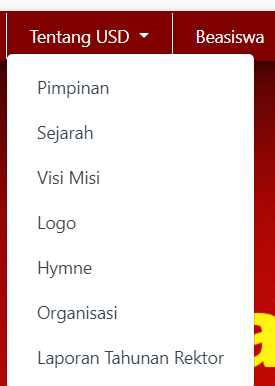 Tentang USD
Beasiswa
Pimpinan
Sejarah
Visi Misi
Logo
Hymne
Organisasi
Laporan Tahunan Rektor
a